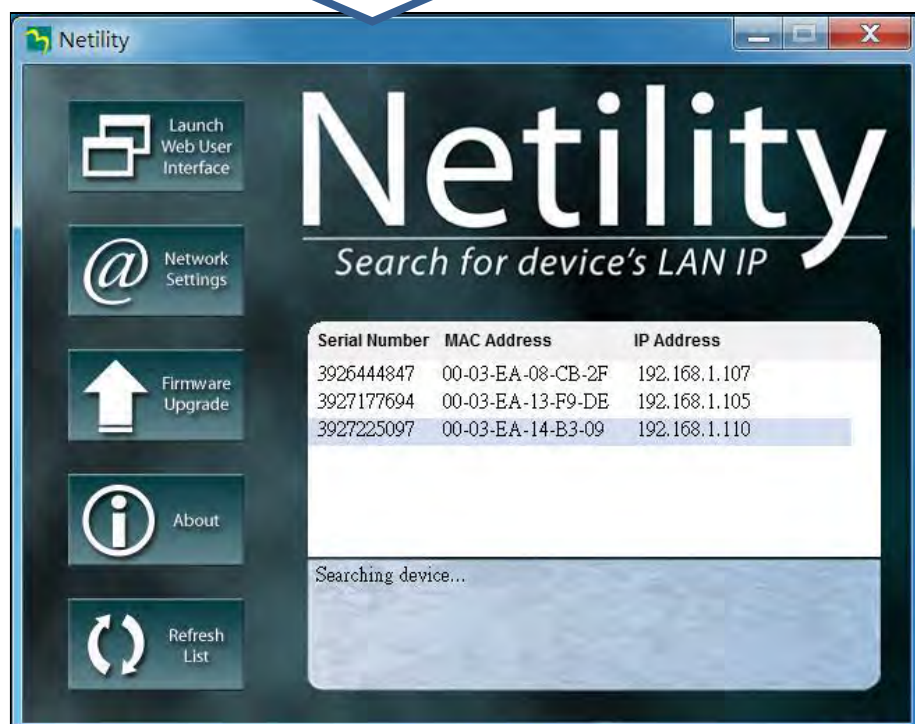 Netility
Launch
Web User
Interface
Network
Settings
Firmware
Upgrade
About
Refresh
List
Netility
Search for device's LAN IP
Serial Number MAC Address IP Address
3926444847 00-03-EA-08-CB-2F 192.168.1.107
3927177694 00-03-EA-13-F9-DE 192.168.1.105
3927225097 00-03-EA-14-B3-09 192.168.1.110
Searching device...